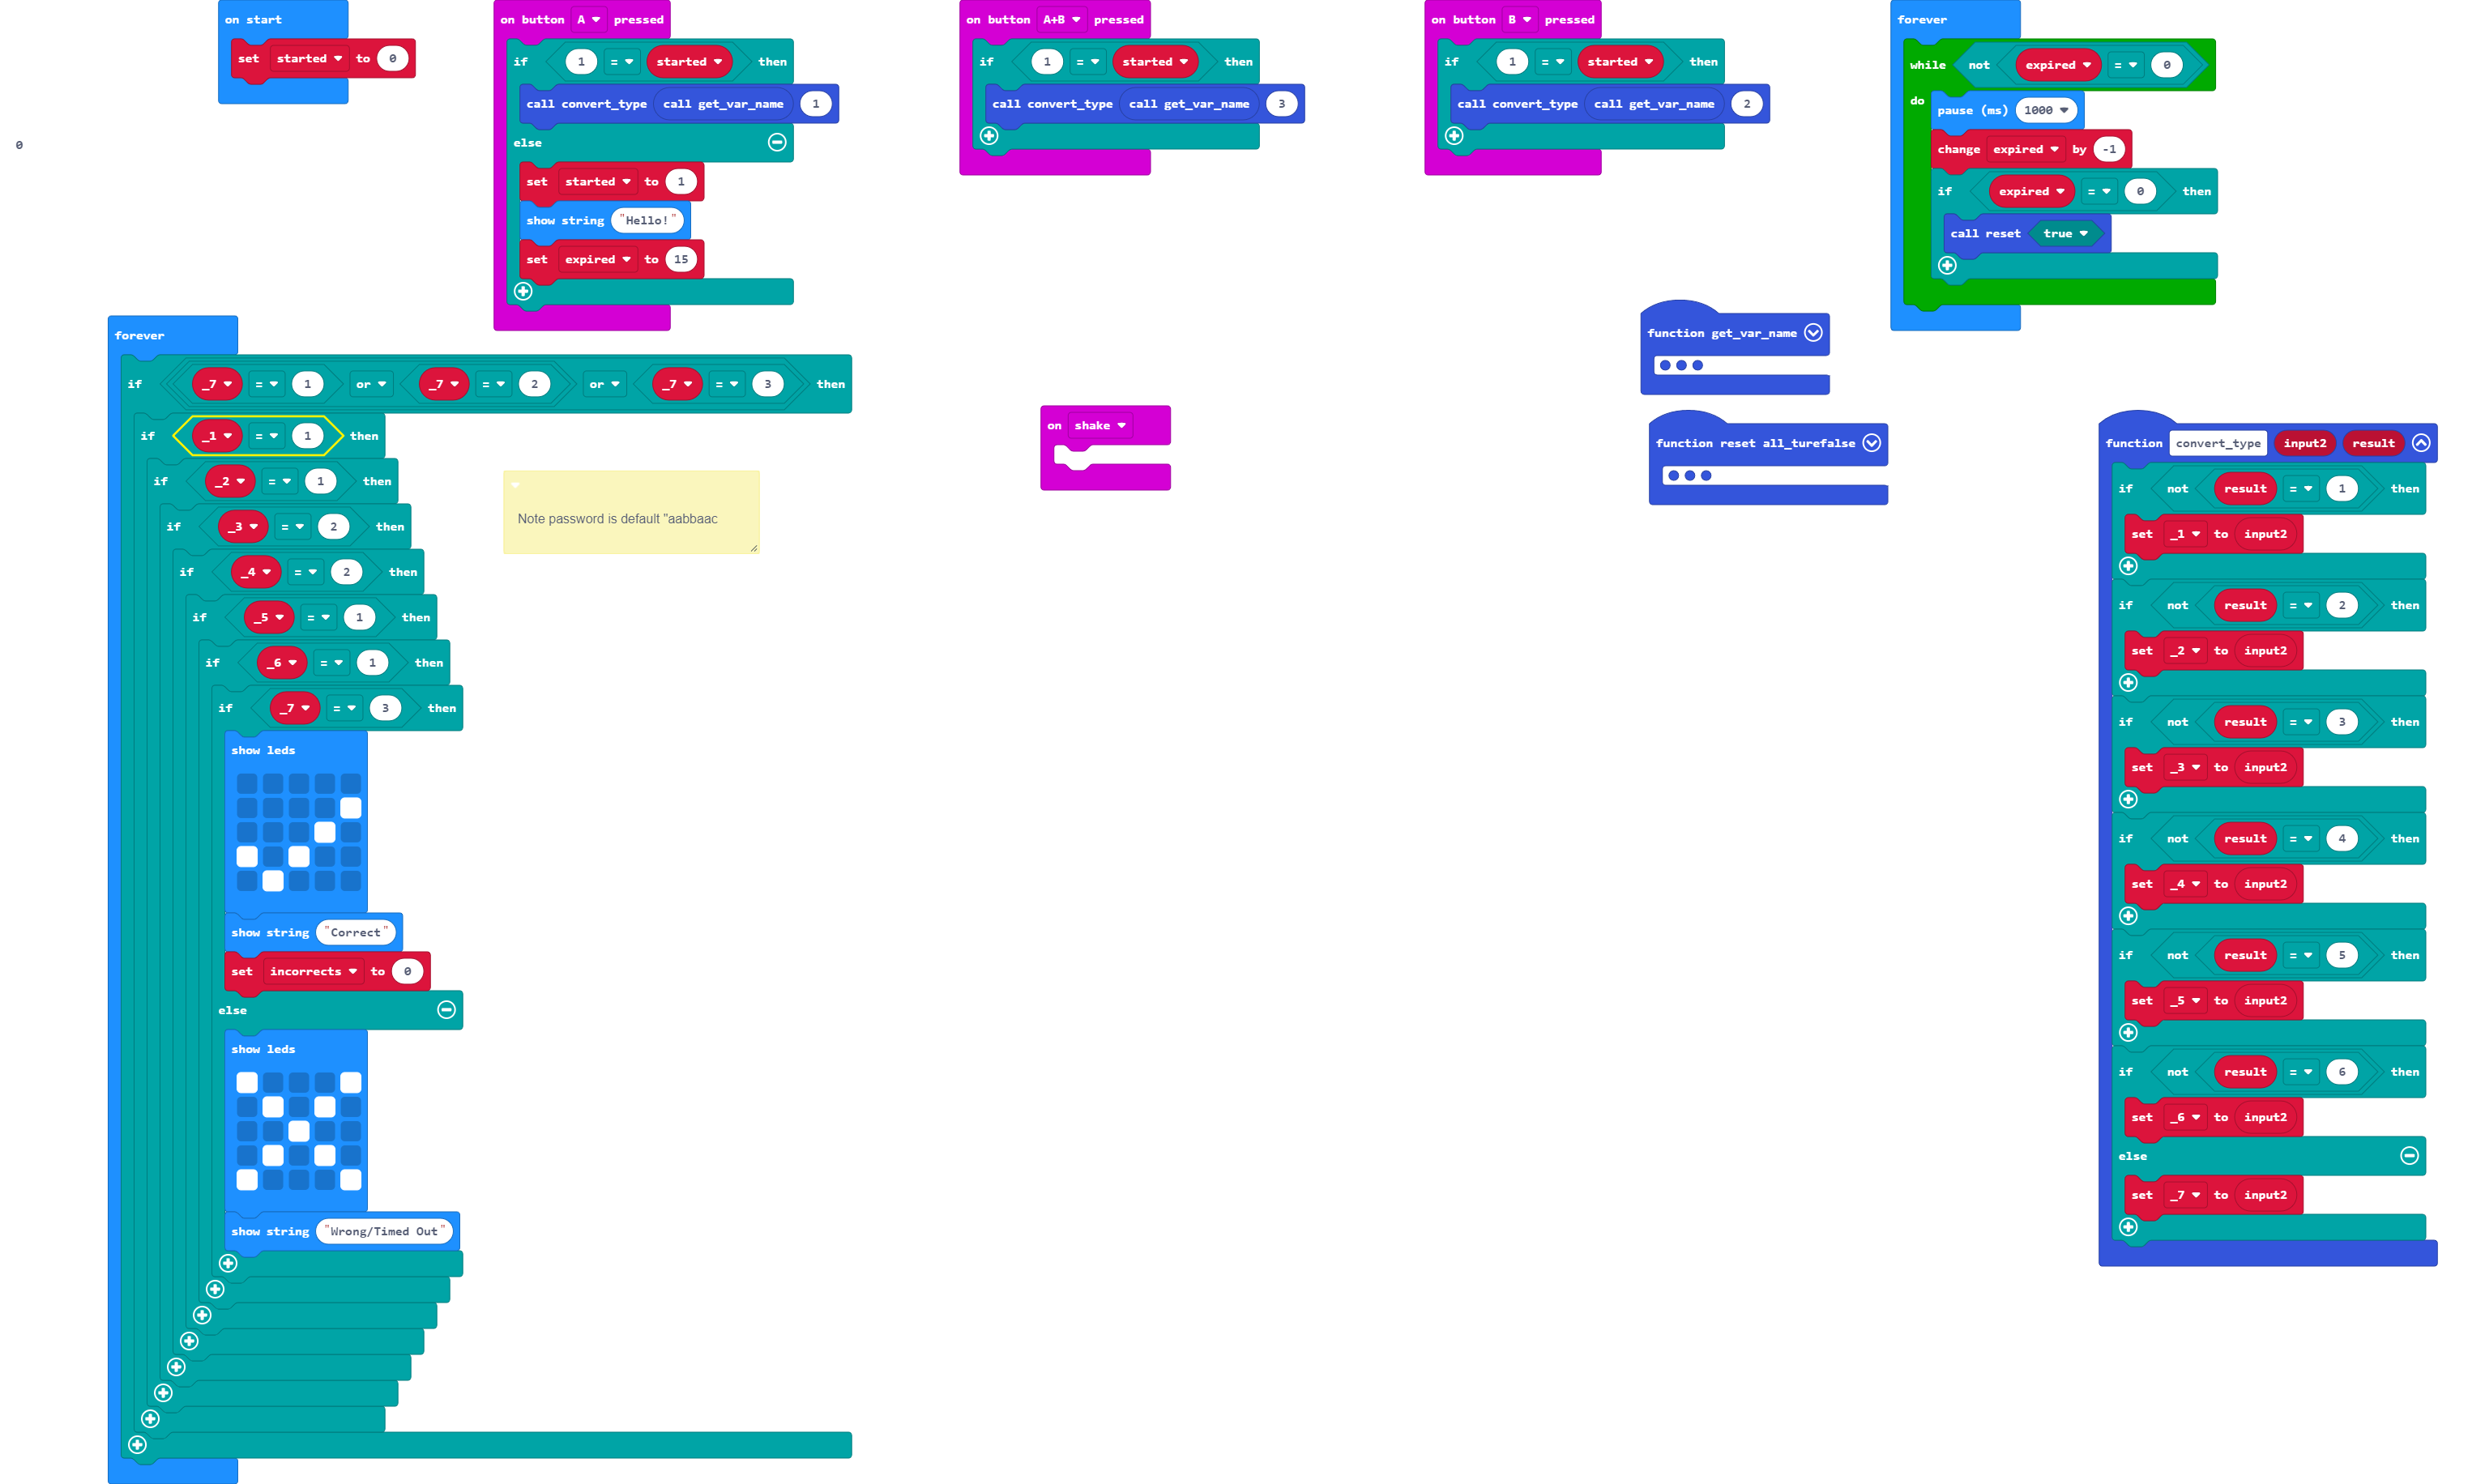 on start
set started to 0
0
on button A pressed
if 1 = started then
call convert_type call get_var_name 1
else
set started to 1
show string "Hello!"
set expired to 15
on button A+B pressed
if 1 = started then
call convert_type call get_var_name 3
on button B pressed
if 1 = started then
call convert_type call get_var_name 2
forever
while not expired = 0
do
pause (ms) 1000
change expired by -1
if expired = 0 then
call reset true
forever
if _7 = 1 or _7 = 2 or _7 = 3 then
if _1 = 1 then
if _2 = 1 then
if _3 = 2 then
if _4 = 2 then
if _5 = 1 then
if _6 = 1 then
if _7 = 3 then
show leds
show string "Correct"
set incorrects to 0
else
show leds
show string "Wrong/Timed Out"
Note password is default "aabbaac
on shake
function get_var_name
function reset all_turefalse
function convert_type input2 result
if not result = 1 then
set _1 to input2
if not result = 2 then
set _2 to input2
if not result = 3 then
set _3 to input2
if not result = 4 then
set _4 to input2
if not result = 5 then
set _5 to input2
if not result = 6 then
set _6 to input2
else
set _7 to input2